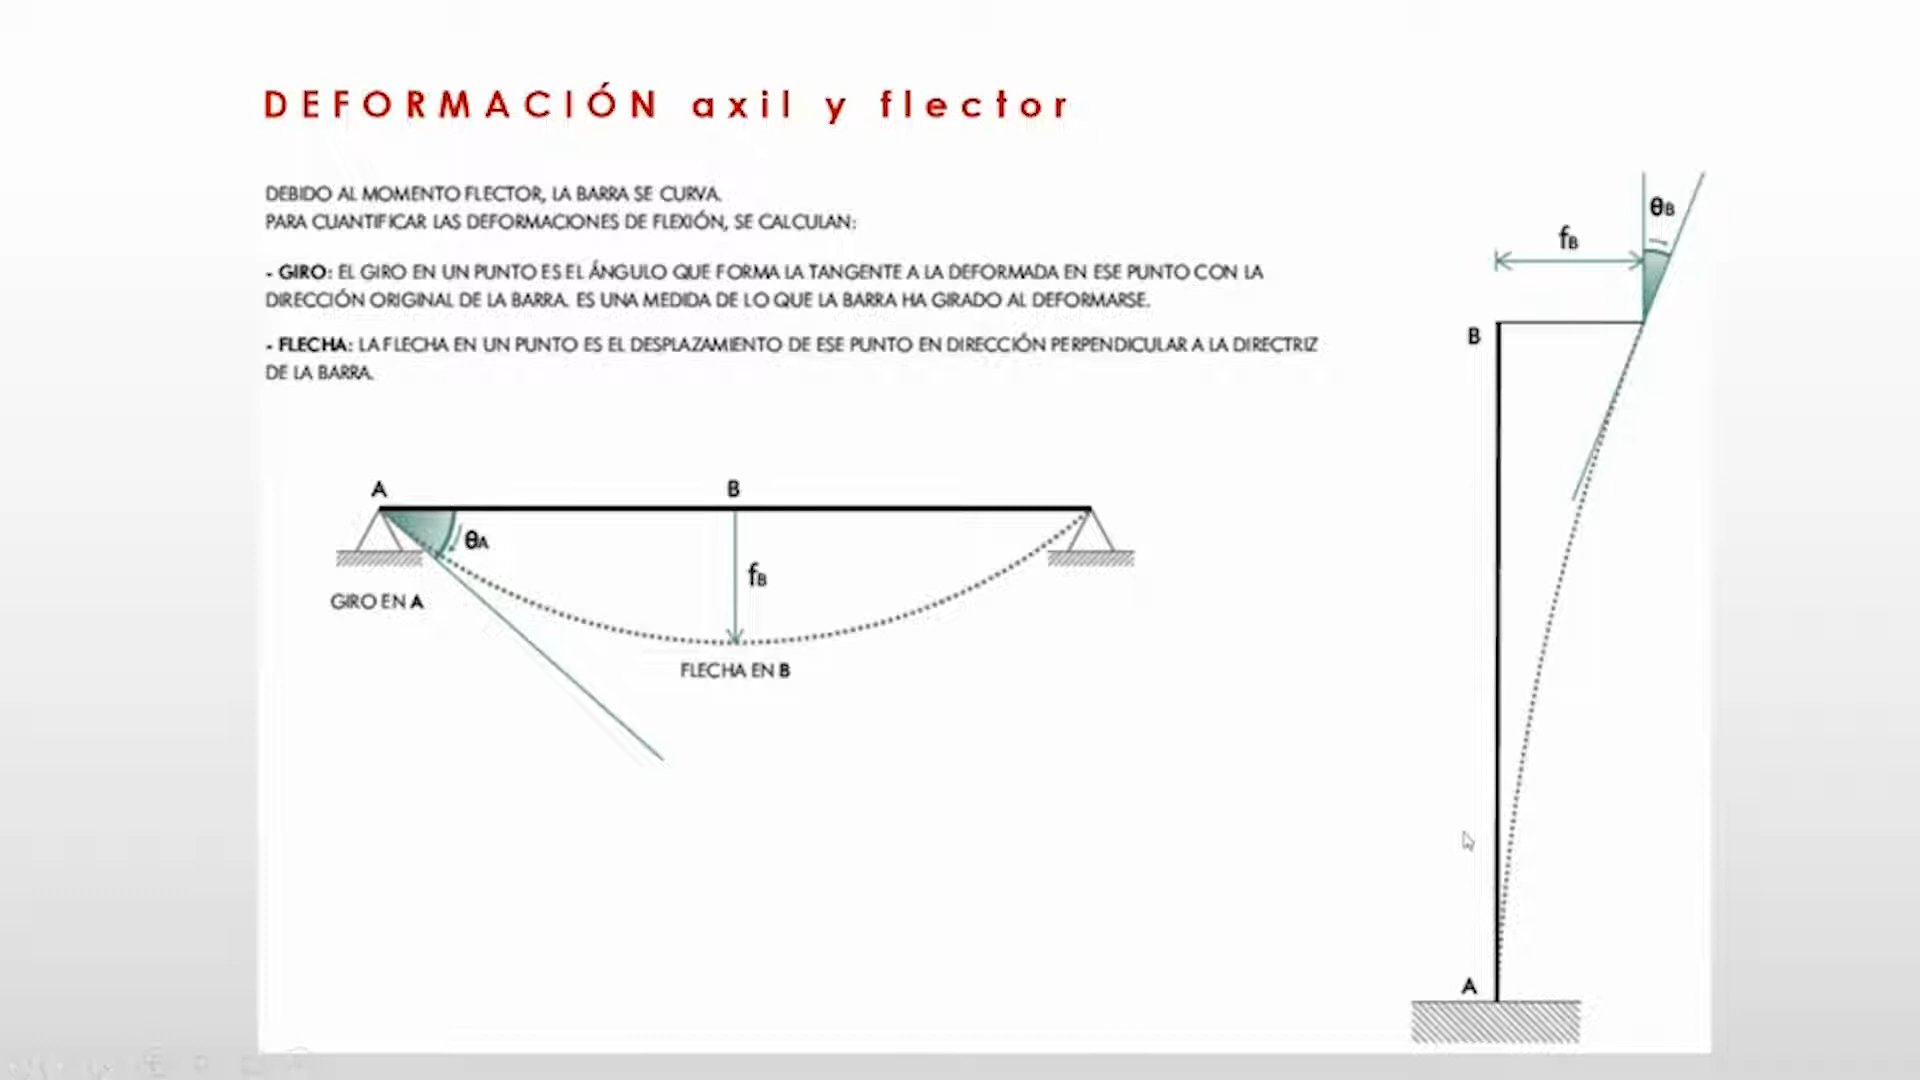 DEFORMACIÓN axil y flector
DEBIDO AL MOMENTO FLECTOR, LA BARRA SE CURVA.
PARA CUANTIFICAR LAS DEFORMACIONES DE FLEXIÓN, SE CALCULAN:
- GIRO: EL GIRO EN UN PUNTO ES EL ÁNGULO QUE FORMA LA TANGENTE A LA DEFORMADA EN ESE PUNTO CON LA
DIRECCIÓN ORIGINAL DE LA BARRA. ES UNA MEDIDA DE LO QUE LA BARRA HA GIRADO AL DEFORMARSE.
- FLECHA: LA FLECHA EN UN PUNTO ES EL DESPLAZAMIENTO DE ESE PUNTO EN DIRECCIÓN PERPENDICULAR A LA DIRECTRIZ
DE LA BARRA.
A
B
θA
fB
GIRO EN A
FLECHA EN B
θB
fB
B
A